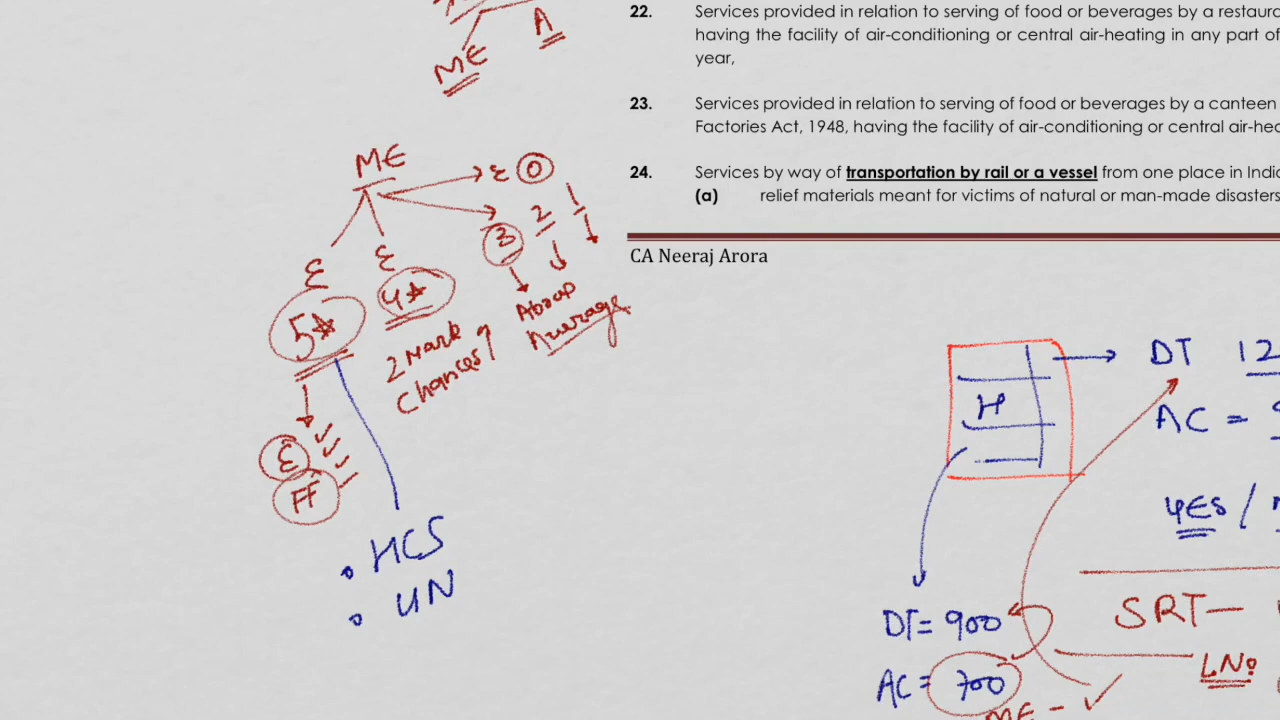 ME
A
22. Services provided in relation to serving of food or beverages by a restaura
having the facility of air-conditioning or central air-heating in any part of
year,
23. Services provided in relation to serving of food or beverages by a canteen
Factories Act, 1948, having the facility of air-conditioning or central air-hea
24. Services by way of transportation by rail or a vessel from one place in India
(a) relief materials meant for victims of natural or man-made disasters
CA Neeraj Arora
ME
ε 0
3 2 1
ε ε
5☆ 4☆
2 Mark
Chances ↑
Above
Average
ε
FF
• HCS
• UN
H
DT 12
AC =
YES /
DT = 900
AC = 700
SRT —
LNo
ME - ✓